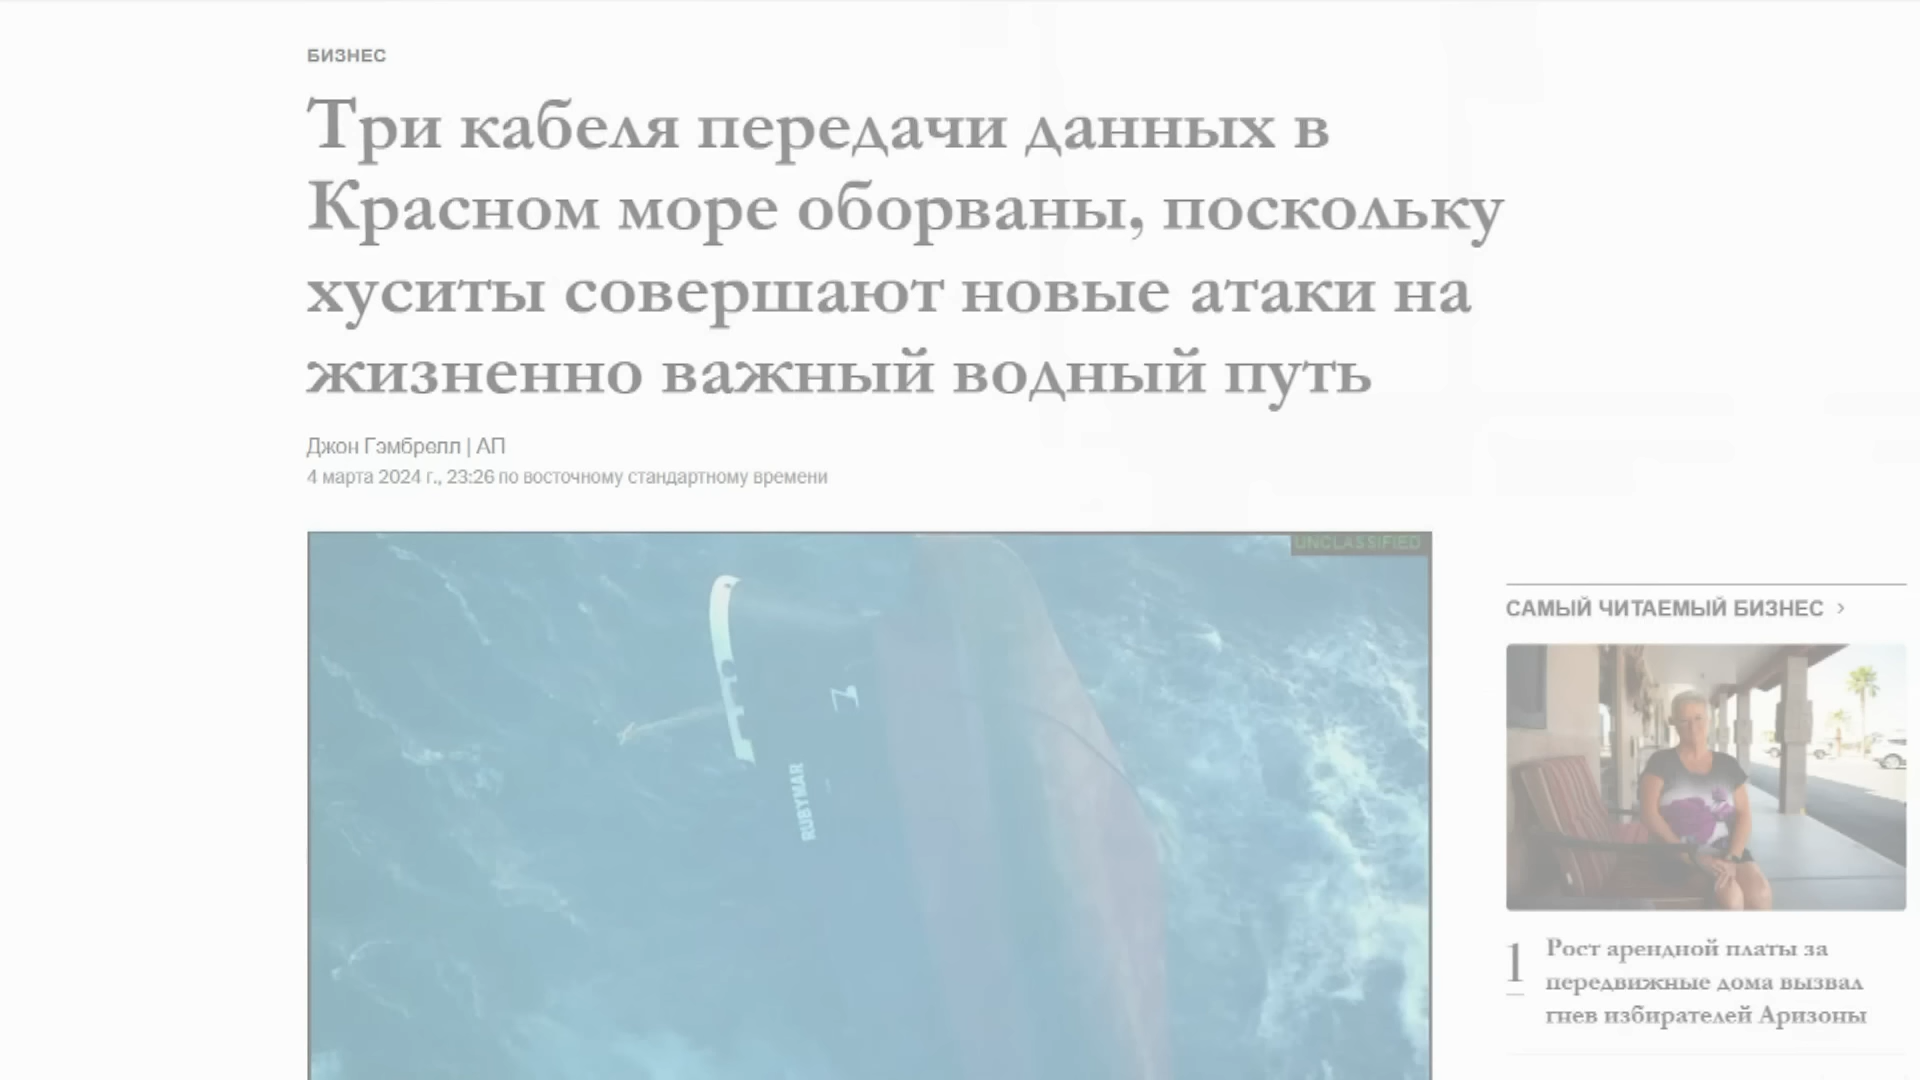 БИЗНЕС
Три кабеля передачи данных в
Красном море оборваны, поскольку
хуситы совершают новые атаки на
жизненно важный водный путь
Джон Гэмбрелл | АП
4 марта 2024 г., 23:26 по восточному стандартному времени
UNCLASSIFIED
RUBYMAR
САМЫЙ ЧИТАЕМЫЙ БИЗНЕС ›
1
Рост арендной платы за
передвижные дома вызвал
гнев избирателей Аризоны